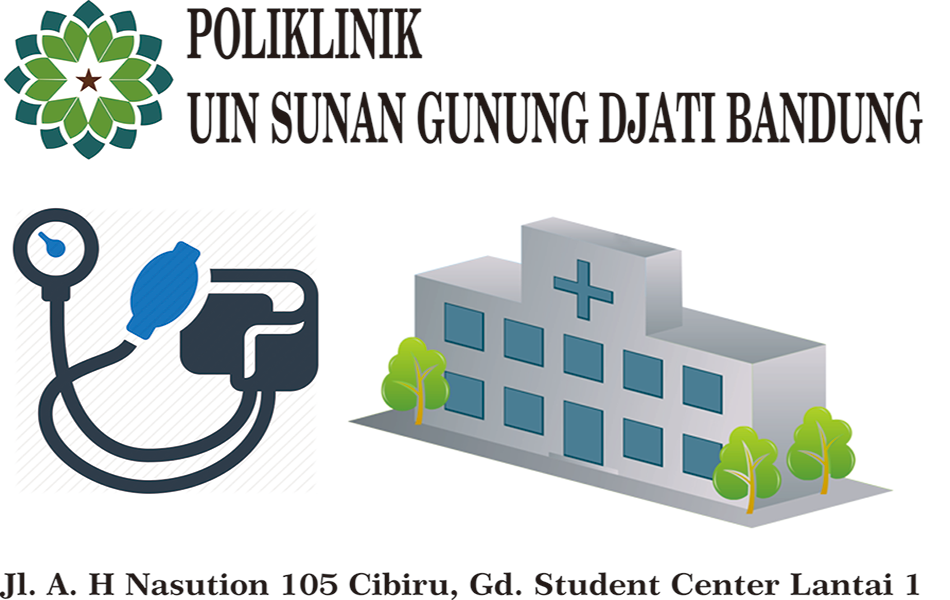 POLIKLINIK
UIN SUNAN GUNUNG DJATI BANDUNG
Jl. A. H Nasution 105 Cibiru, Gd. Student Center Lantai 1